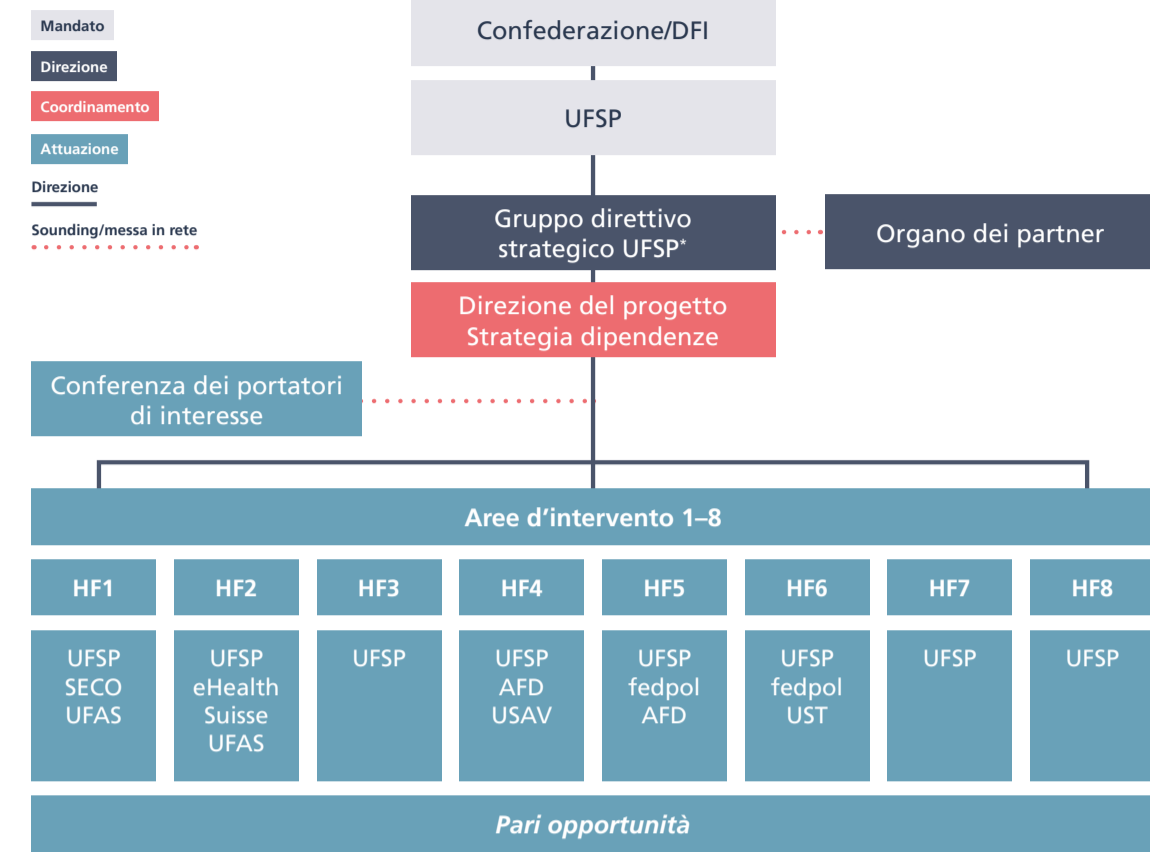 Mandato
Direzione
Coordinamento
Attuazione
Direzione
Sounding/messa in rete
Confederazione/DFI
UFSP
Gruppo direttivo
strategico UFSP*
Organo dei partner
Direzione del progetto
Strategia dipendenze
Conferenza dei portatori
di interesse
Aree d’intervento 1–8
HF1
HF2
HF3
HF4
HF5
HF6
HF7
HF8
UFSP
SECO
UFAS
UFSP
eHealth
Suisse
UFAS
UFSP
UFSP
AFD
USAV
UFSP
fedpol
AFD
UFSP
fedpol
UST
UFSP
UFSP
Pari opportunità